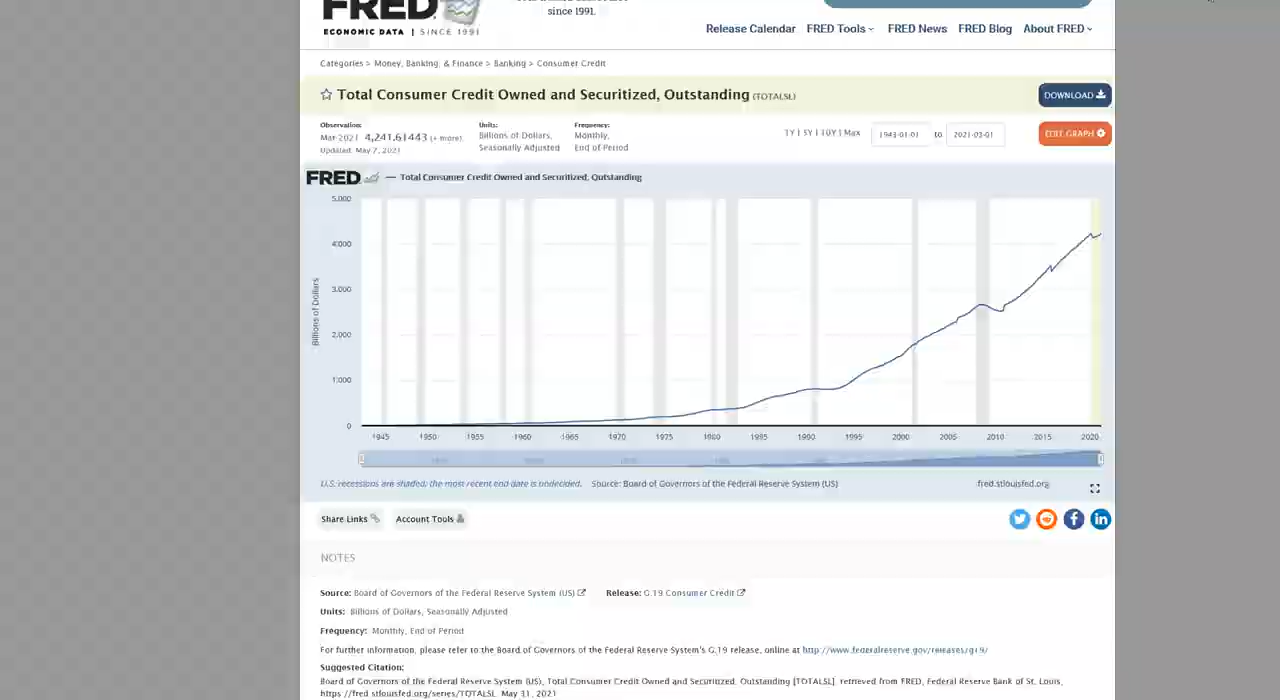 FRED
since 1991.
ECONOMIC DATA | SINCE 1991
Release Calendar FRED Tools FRED News FRED Blog About FRED
Categories > Money, Banking, & Finance > Banking > Consumer Credit
Total Consumer Credit Owned and Securitized, Outstanding (TOTALSL)
DOWNLOAD
Observation:
Mar 2021: 4,241.61443 (+ more)
Updated: May 7, 2021
Units:
Billions of Dollars,
Seasonally Adjusted
Frequency:
Monthly,
End of Period
1Y | 5Y | 10Y | Max
1943-01-01 to 2021-03-01
EDIT GRAPH
FRED — Total Consumer Credit Owned and Securitized, Outstanding
5,000
4,000
3,000
2,000
1,000
0
Billions of Dollars
1945 1950 1955 1960 1965 1970 1975 1980 1985 1990 1995 2000 2005 2010 2015 2020
U.S. recessions are shaded; the most recent end date is undecided. Source: Board of Governors of the Federal Reserve System (US) fred.stlouisfed.org
Share Links Account Tools
NOTES
Source: Board of Governors of the Federal Reserve System (US) Release: G.19 Consumer Credit
Units: Billions of Dollars, Seasonally Adjusted
Frequency: Monthly, End of Period
For further information, please refer to the Board of Governors of the Federal Reserve System's G.19 release, online at http://www.federalreserve.gov/releases/g19/
Suggested Citation:
Board of Governors of the Federal Reserve System (US), Total Consumer Credit Owned and Securitized, Outstanding [TOTALSL], retrieved from FRED, Federal Reserve Bank of St. Louis;
https://fred.stlouisfed.org/series/TOTALSL, May 31, 2021